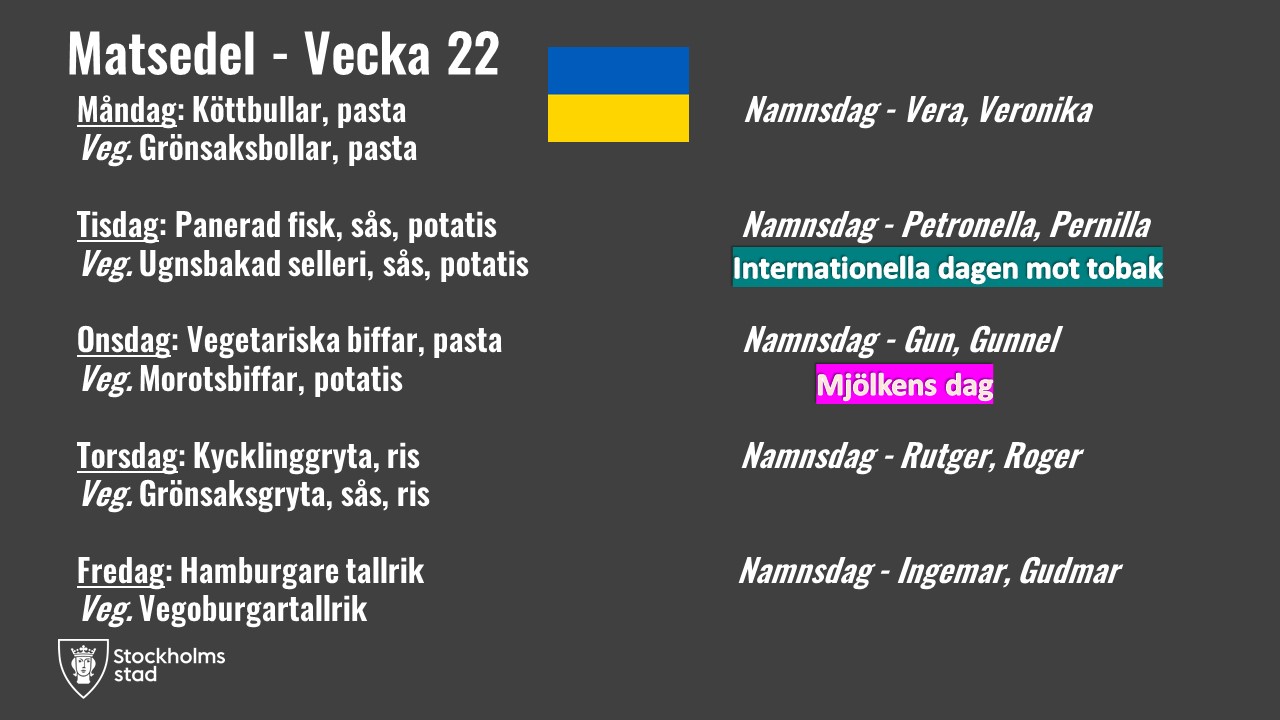 Matsedel - Vecka 22
Måndag: Köttbullar, pasta
Veg. Grönsaksbollar, pasta
Namnsdag - Vera, Veronika
Tisdag: Panerad fisk, sås, potatis
Veg. Ugnsbakad selleri, sås, potatis
Namnsdag - Petronella, Pernilla
Internationella dagen mot tobak
Onsdag: Vegetariska biffar, pasta
Veg. Morotsbiffar, potatis
Namnsdag - Gun, Gunnel
Mjölkens dag
Torsdag: Kycklinggryta, ris
Veg. Grönsaksgryta, sås, ris
Namnsdag - Rutger, Roger
Fredag: Hamburgare tallrik
Veg. Vegoburgartallrik
Namnsdag - Ingemar, Gudmar
Stockholms
stad